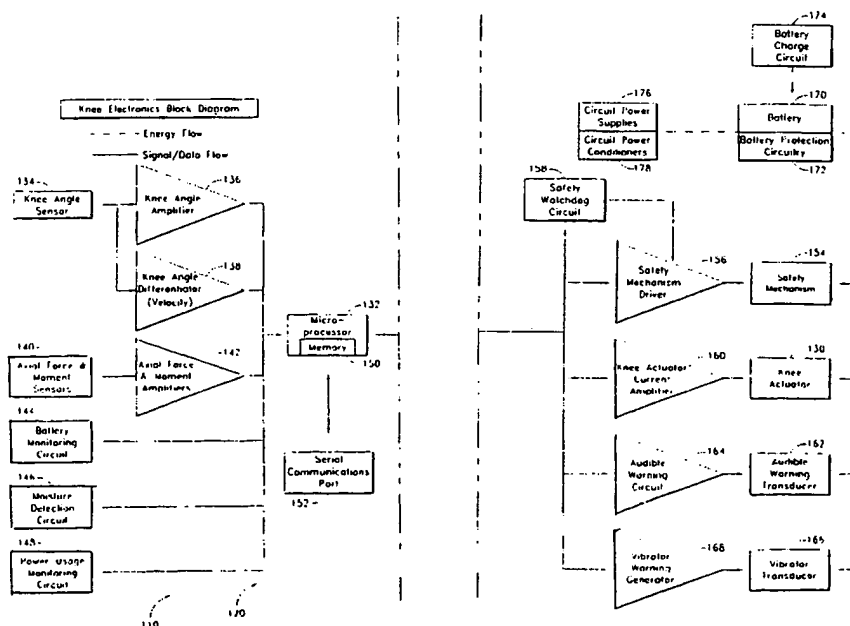 Knee Electronics Block Diagram
Energy Flow
Signal/Data Flow
134
Knee Angle
Sensor
136
Knee Angle
Amplifier
138
Knee Angle
Differentiator
(Velocity)
140
Axial Force &
Moment Sensors
142
Axial Force
& Moment
Amplifiers
144
Battery
Monitoring
Circuit
146
Moisture
Detection
Circuit
Power Usage
Monitoring
Circuit
110
120
132
Micro-
processor
Memory
150
Serial
Communications
Port
152
174
Battery
Charge
Circuit
176
Circuit Power
Supplies
Circuit Power
Conditioners
178
170
Battery
Battery Protection
Circuitry
172
158
Safety
Watchdog
Circuit
156
Safety
Mechanism
Driver
154
Safety
Mechanism
160
Knee Actuator
Current
Amplifier
130
Knee
Actuator
164
Audible
Warning
Circuit
162
Audible
Warning
Transducer
168
Vibrator
Warning
Generator
Vibrator
Transducer